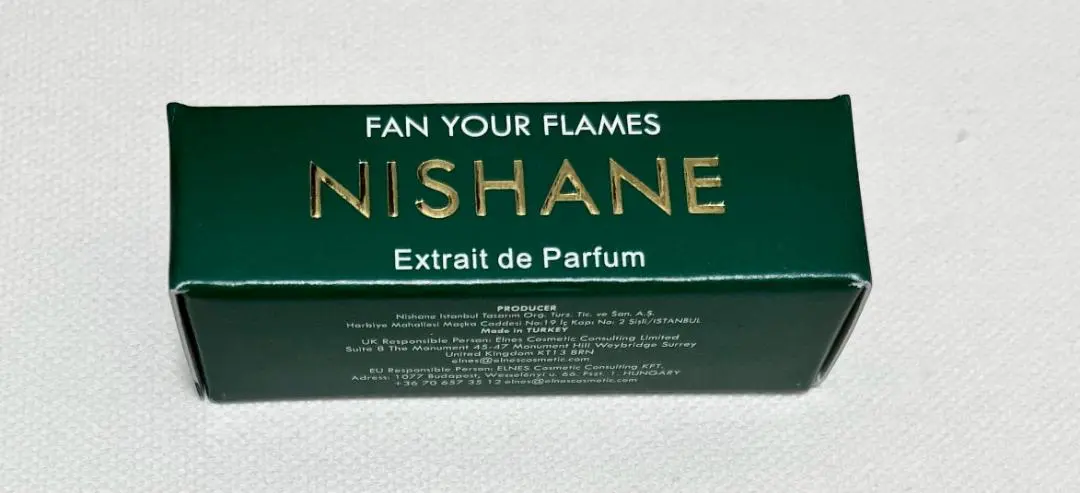 FAN YOUR FLAMES
NISHANE
Extrait de Parfum
PRODUCER
Nishane Istanbul Tasarım Org. Turz. Tic. ve San. A.Ş.
Harbiye Mahallesi Maçka Caddesi No:19 İç Kapı No: 2 Şişli/ISTANBUL
Made in TURKEY
UK Responsible Person: Elnes Cosmetic Consulting Limited
Suite 8 The Monument 45-47 Monument Hill Weybridge Surrey
United Kingdom KT13 8RN
elnes@elnescosmetic.com
EU Responsible Person: ELNES Cosmetic Consulting KFT.
Adress: 1077 Budapest, Wesselenyi u. 66. Fszt. 1. HUNGARY
+36 70 657 35 12 elnes@elnescosmetic.com